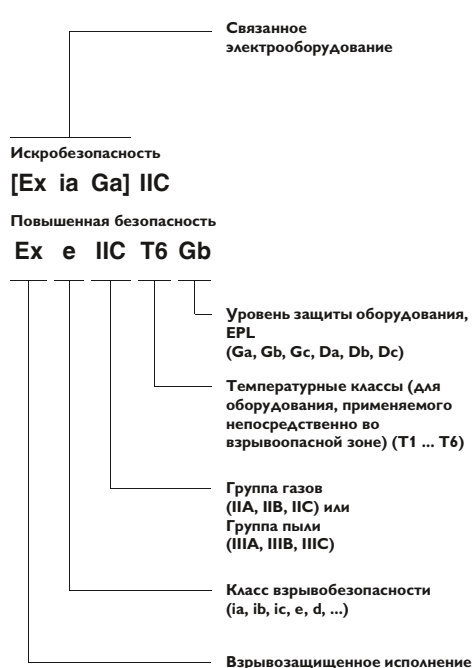 Связанное
электрооборудование
Искробезопасность
[Ex ia Ga] IIC
Повышенная безопасность
Ex e IIC T6 Gb
Уровень защиты оборудования,
EPL
(Ga, Gb, Gc, Da, Db, Dc)
Температурные классы (для
оборудования, применяемого
непосредственно во
взрывоопасной зоне) (T1 ... T6)
Группа газов
(IIA, IIB, IIC) или
Группа пыли
(IIIA, IIIB, IIIC)
Класс взрывобезопасности
(ia, ib, ic, e, d, ...)
Взрывозащищенное исполнение